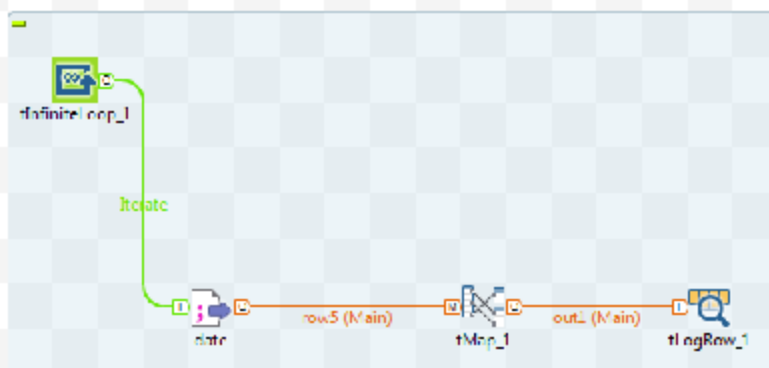 tInfiniteLoop_1
Iterate
row5 (Main)
out1 (Main)
date
tMap_1
tLogRow_1